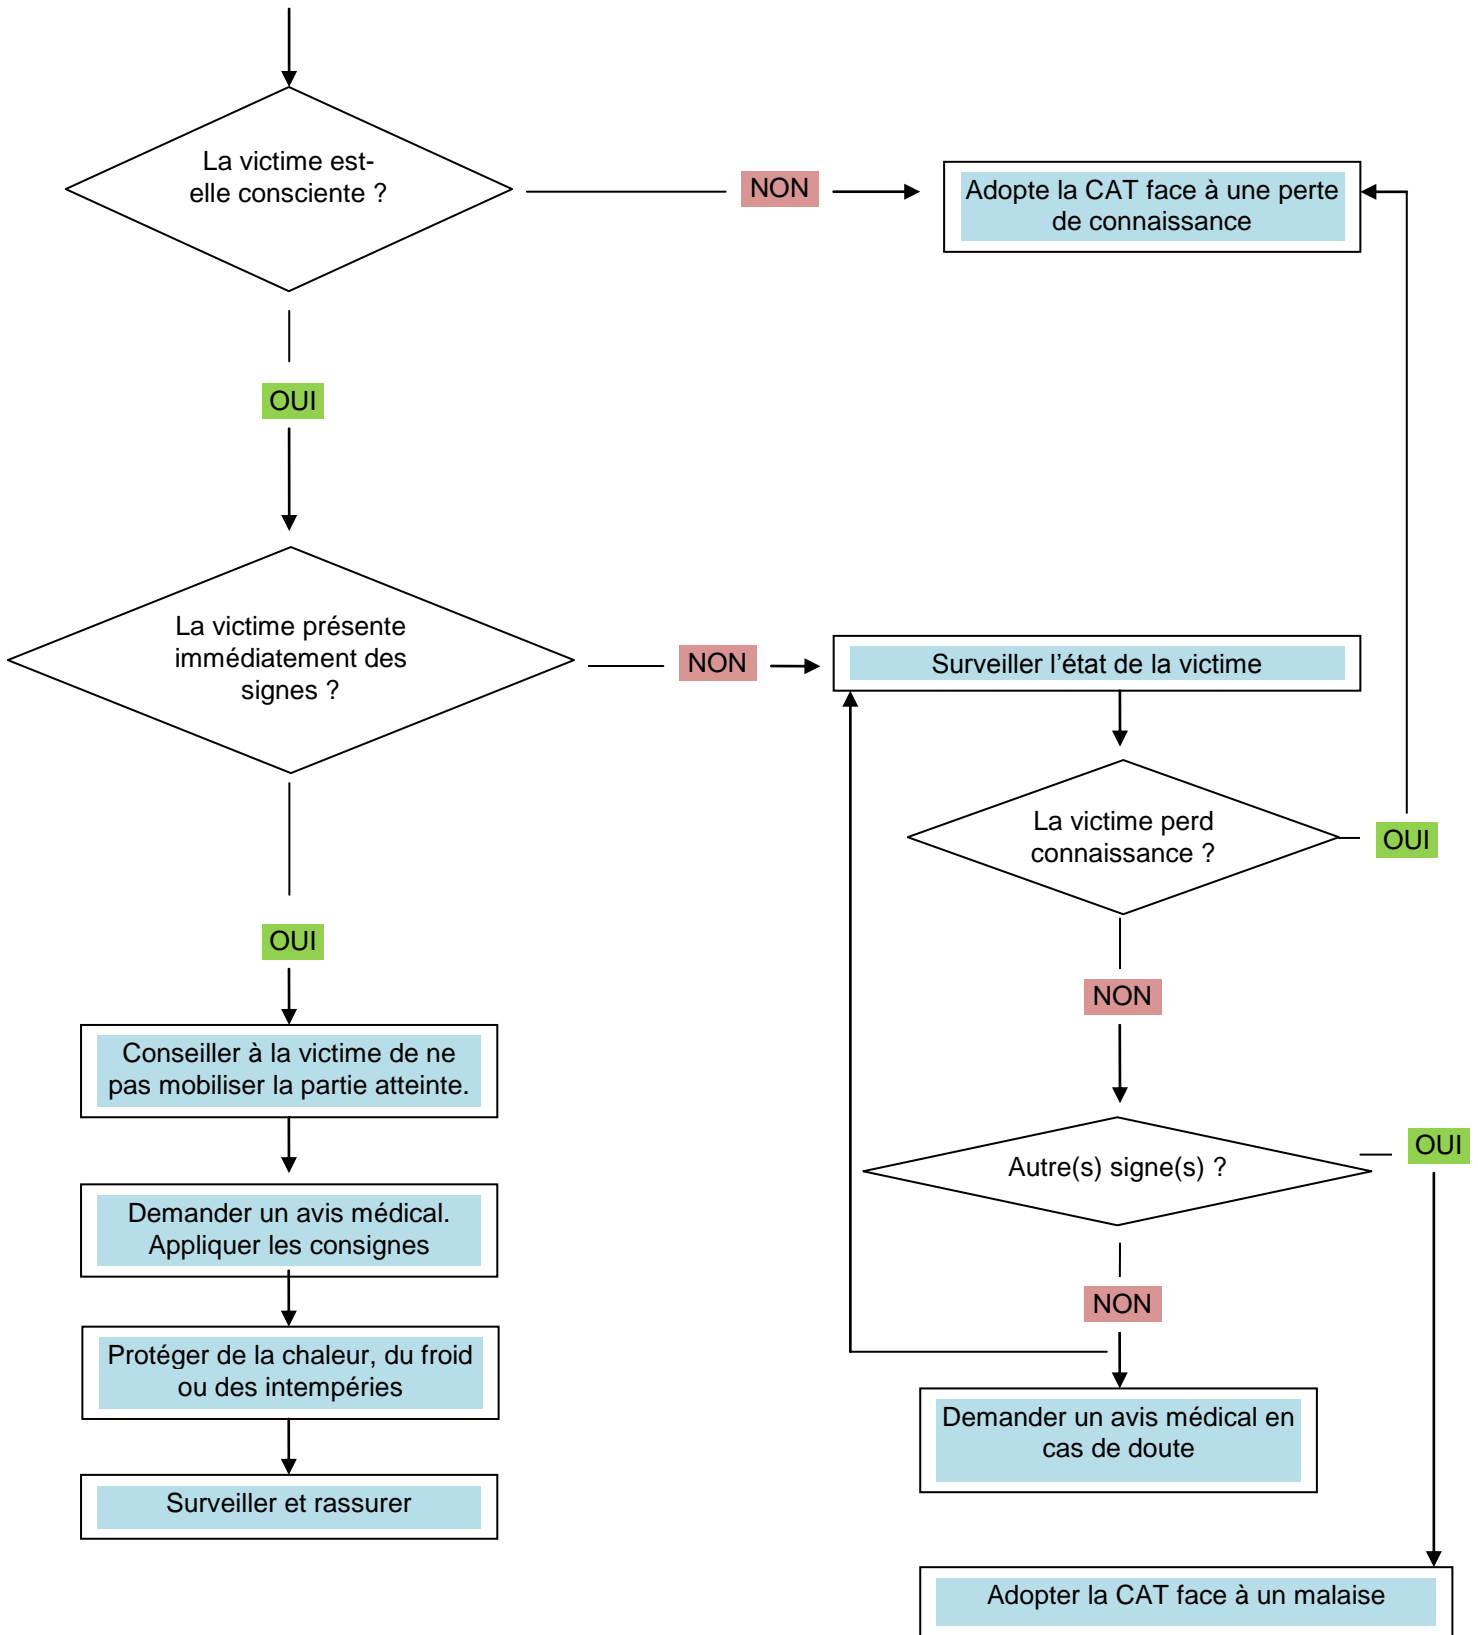 La victime est-
elle consciente ?
NON
Adopte la CAT face à une perte
de connaissance
OUI
La victime présente
immédiatement des
signes ?
NON
Surveiller l’état de la victime
La victime perd
connaissance ?
OUI
OUI
NON
Conseiller à la victime de ne
pas mobiliser la partie atteinte.
Autre(s) signe(s) ?
OUI
Demander un avis médical.
Appliquer les consignes
NON
Protéger de la chaleur, du froid
ou des intempéries
Demander un avis médical en
cas de doute
Surveiller et rassurer
Adopter la CAT face à un malaise